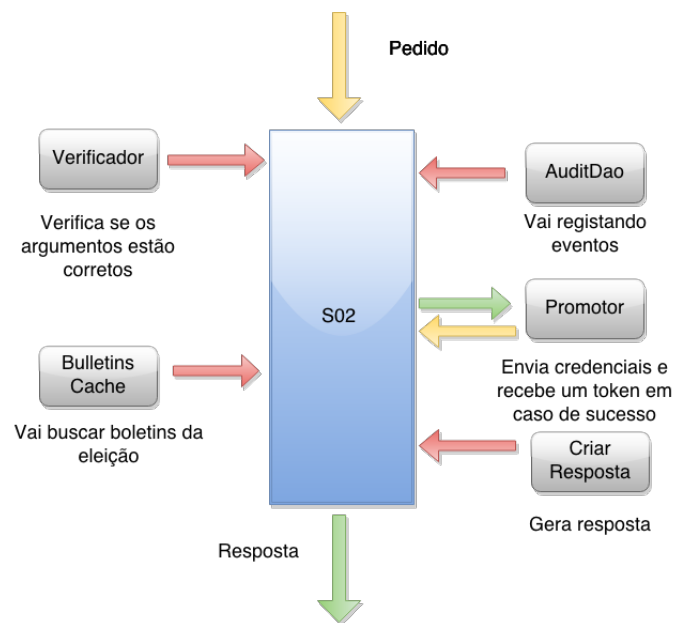 Pedido
Verificador
Verifica se os
argumentos estão
corretos
AuditDao
Vai registando
eventos
S02
Promotor
Envia credenciais e
recebe um token em
caso de sucesso
Bulletins
Cache
Vai buscar boletins da
eleição
Criar
Resposta
Gera resposta
Resposta